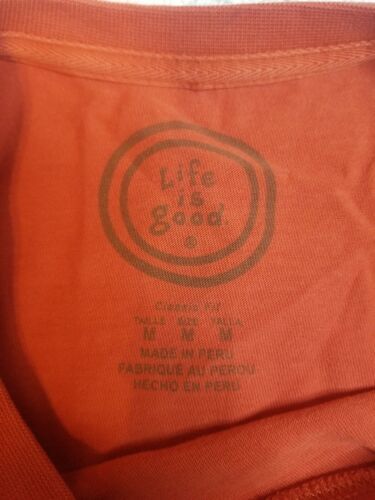 Life
is
good.
®
Classic Fit
TAILLE SIZE TALLA
M M M
MADE IN PERU
FABRIQUÉ AU PEROU
HECHO EN PERU